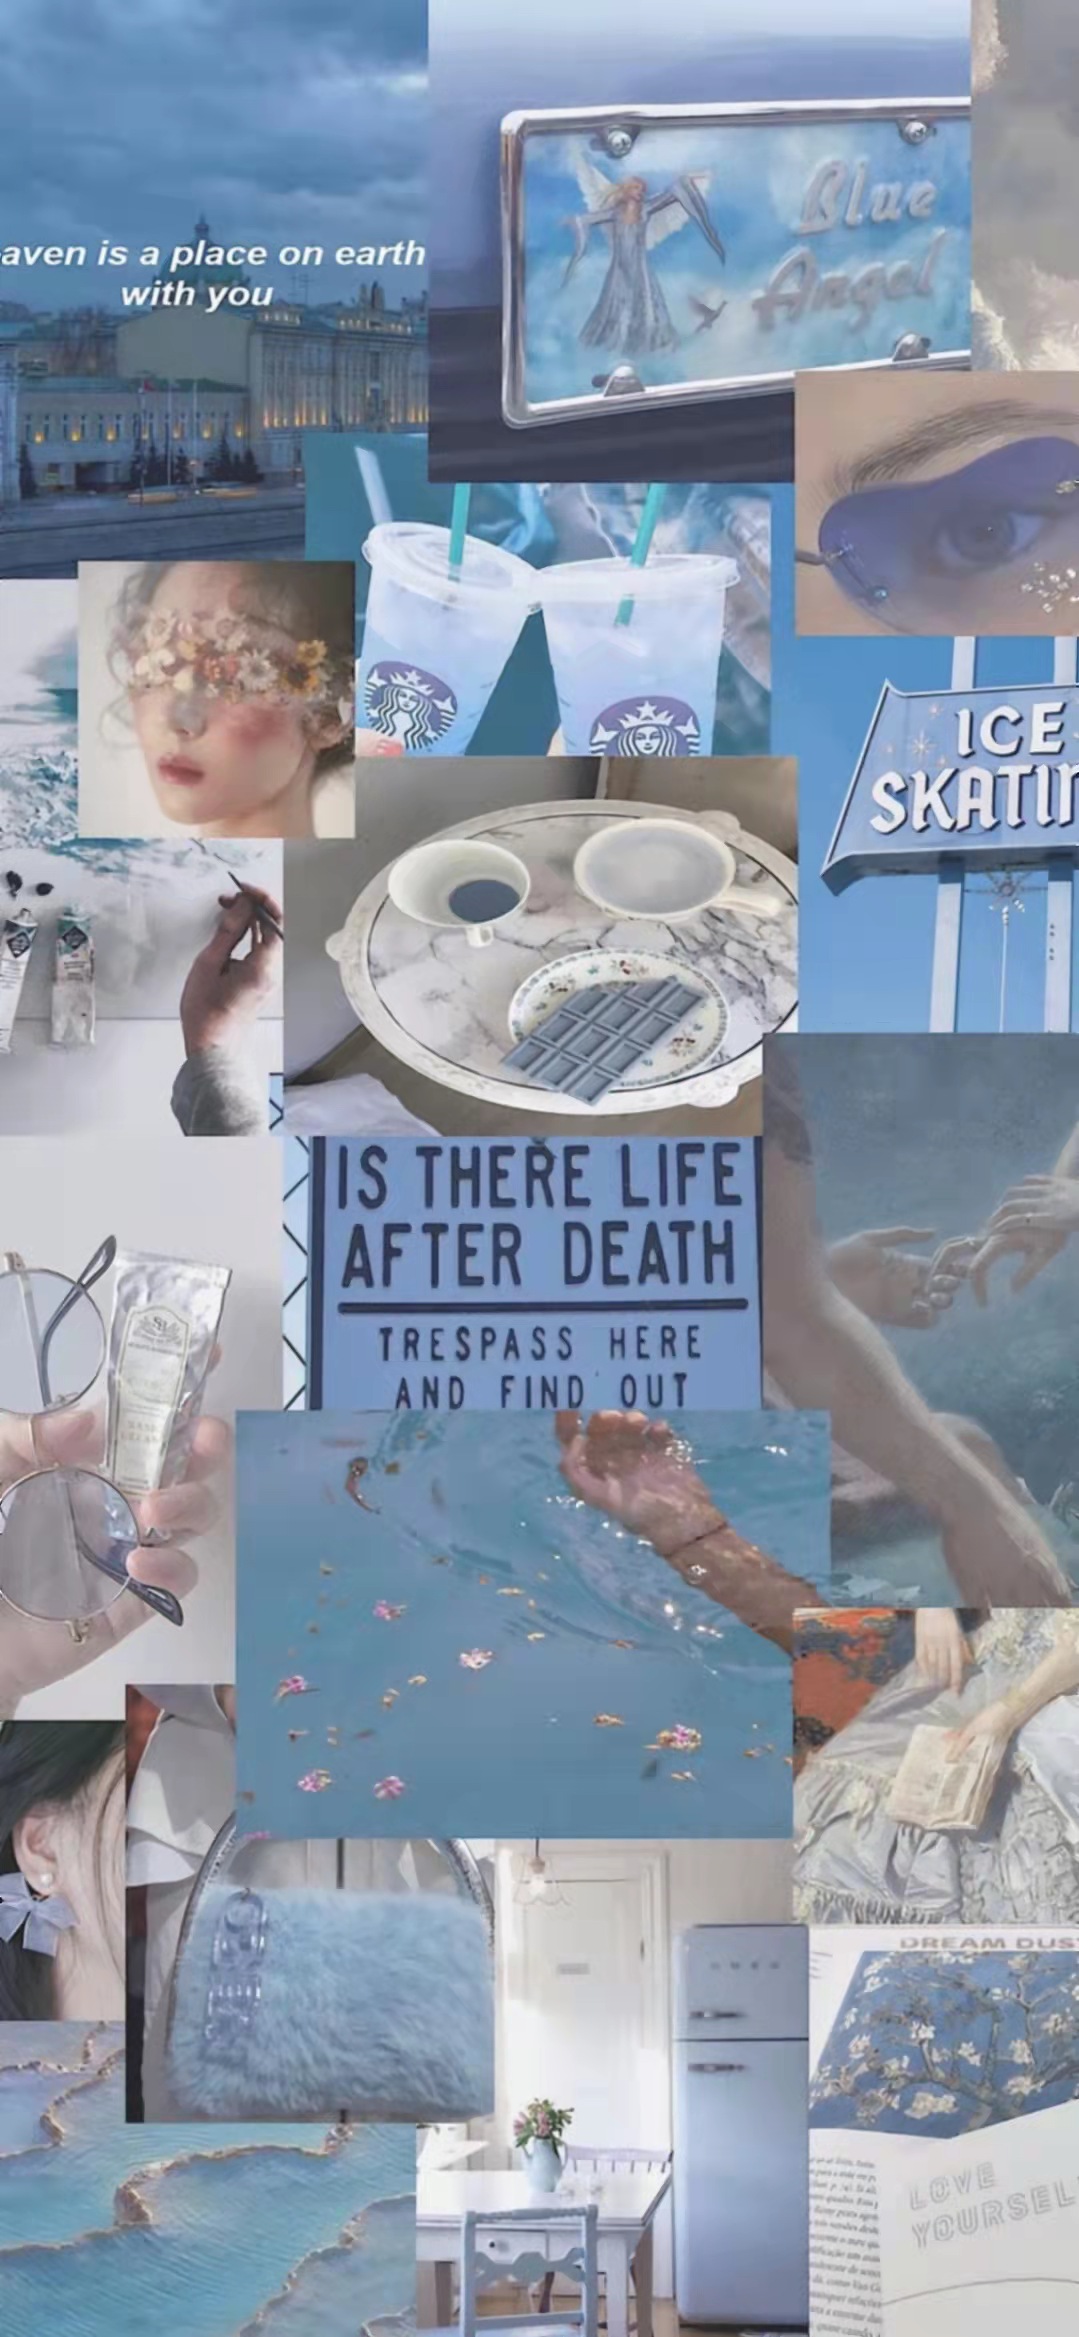 aven is a place on earth
with you
Blue
Angel
ICE
SKATIN
IS THERE LIFE
AFTER DEATH
TRESPASS HERE
AND FIND OUT
DREAM DUS
LOVE
YOURSEL